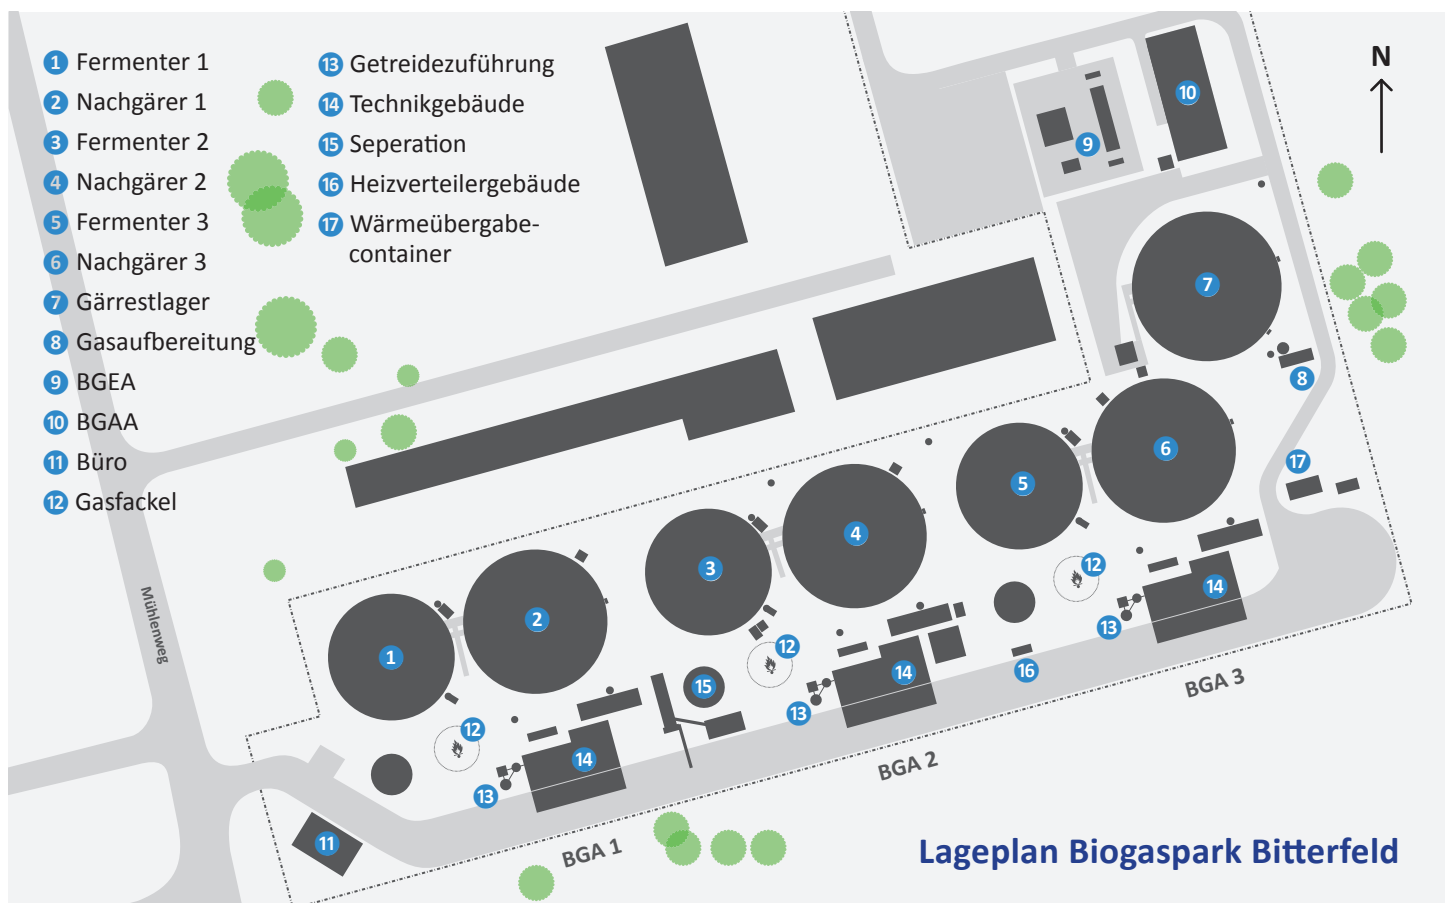 1 Fermenter 1
2 Nachgärer 1
3 Fermenter 2
4 Nachgärer 2
5 Fermenter 3
6 Nachgärer 3
7 Gärrestlager
8 Gasaufbereitung
9 BGEA
10 BGAA
11 Büro
12 Gasfackel
13 Getreidezuführung
14 Technikgebäude
15 Seperation
16 Heizverteilergebäude
17 Wärmeübergabe-
container
N
10
9
7
8
6
17
5
4
12
3
14
2
13
12
1
14
16
15
BGA 3
13
12
14
BGA 2
13
11
BGA 1
Mühlenweg
Lageplan Biogaspark Bitterfeld